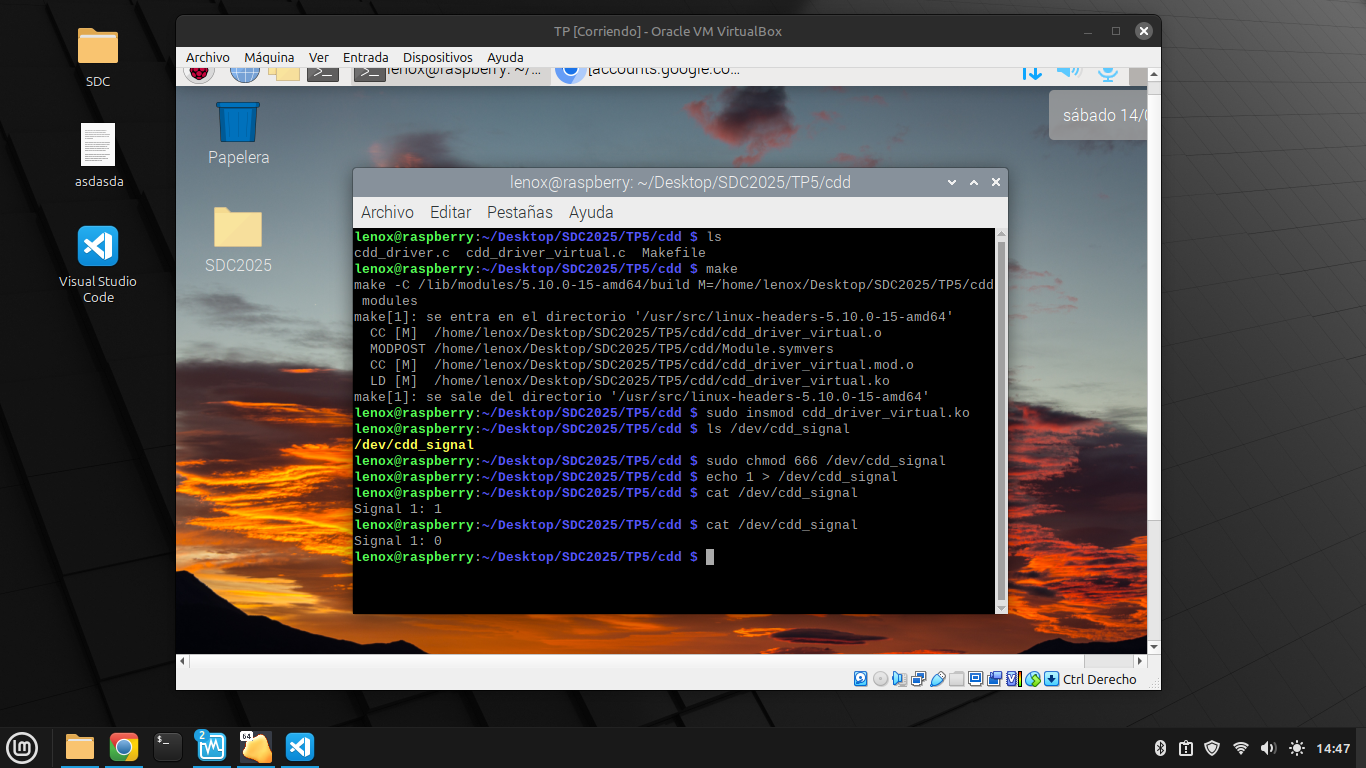 TP [Corriendo] - Oracle VM VirtualBox
Archivo Máquina Ver Entrada Dispositivos Ayuda
lenox@raspberry: ~/... [accounts.google.co...
SDC
asdasda
Visual Studio
Code
Papelera
SDC2025
sábado 14/
lenox@raspberry: ~/Desktop/SDC2025/TP5/cdd
Archivo Editar Pestañas Ayuda
lenox@raspberry:~/Desktop/SDC2025/TP5/cdd $ ls
cdd_driver.c  cdd_driver_virtual.c  Makefile
lenox@raspberry:~/Desktop/SDC2025/TP5/cdd $ make
make -C /lib/modules/5.10.0-15-amd64/build M=/home/lenox/Desktop/SDC2025/TP5/cdd
 modules
make[1]: se entra en el directorio '/usr/src/linux-headers-5.10.0-15-amd64'
  CC [M]  /home/lenox/Desktop/SDC2025/TP5/cdd/cdd_driver_virtual.o
  MODPOST /home/lenox/Desktop/SDC2025/TP5/cdd/Module.symvers
  CC [M]  /home/lenox/Desktop/SDC2025/TP5/cdd/cdd_driver_virtual.mod.o
  LD [M]  /home/lenox/Desktop/SDC2025/TP5/cdd/cdd_driver_virtual.ko
make[1]: se sale del directorio '/usr/src/linux-headers-5.10.0-15-amd64'
lenox@raspberry:~/Desktop/SDC2025/TP5/cdd $ sudo insmod cdd_driver_virtual.ko
lenox@raspberry:~/Desktop/SDC2025/TP5/cdd $ ls /dev/cdd_signal
/dev/cdd_signal
lenox@raspberry:~/Desktop/SDC2025/TP5/cdd $ sudo chmod 666 /dev/cdd_signal
lenox@raspberry:~/Desktop/SDC2025/TP5/cdd $ echo 1 > /dev/cdd_signal
lenox@raspberry:~/Desktop/SDC2025/TP5/cdd $ cat /dev/cdd_signal
Signal 1: 1
lenox@raspberry:~/Desktop/SDC2025/TP5/cdd $ cat /dev/cdd_signal
Signal 1: 0
lenox@raspberry:~/Desktop/SDC2025/TP5/cdd $
Ctrl Derecho
2
64
14:47